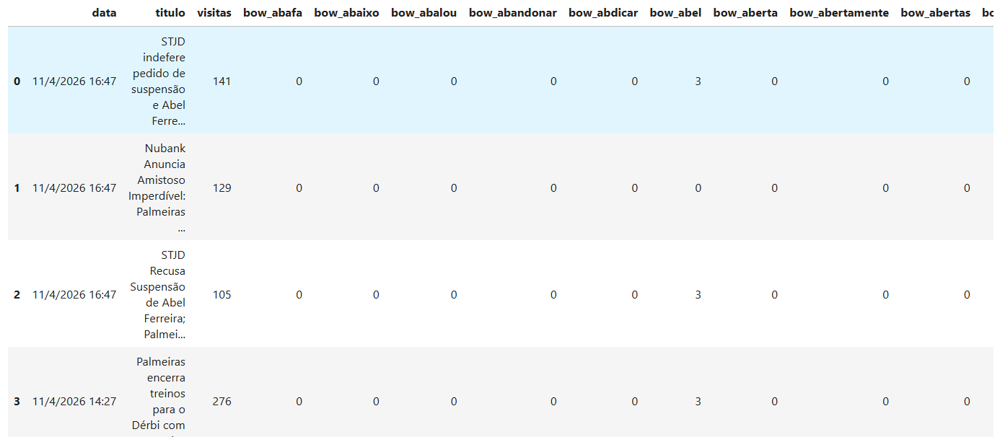 data titulo visitas bow_abafa bow_abaixo bow_abalou bow_abandonar bow_abdicar bow_abel bow_aberta bow_abertamente bow_abertas
0 11/4/2026 16:47 STJD indefere pedido de suspensão e Abel Ferre... 141 0 0 0 0 0 3 0 0 0
1 11/4/2026 16:47 Nubank Anuncia Amistoso Imperdível: Palmeiras ... 129 0 0 0 0 0 0 0 0 0
2 11/4/2026 16:47 STJD Recusa Suspensão de Abel Ferreira; Palmei... 105 0 0 0 0 0 3 0 0 0
3 11/4/2026 14:27 Palmeiras encerra treinos para o Dérbi com 276 0 0 0 0 0 3 0 0 0